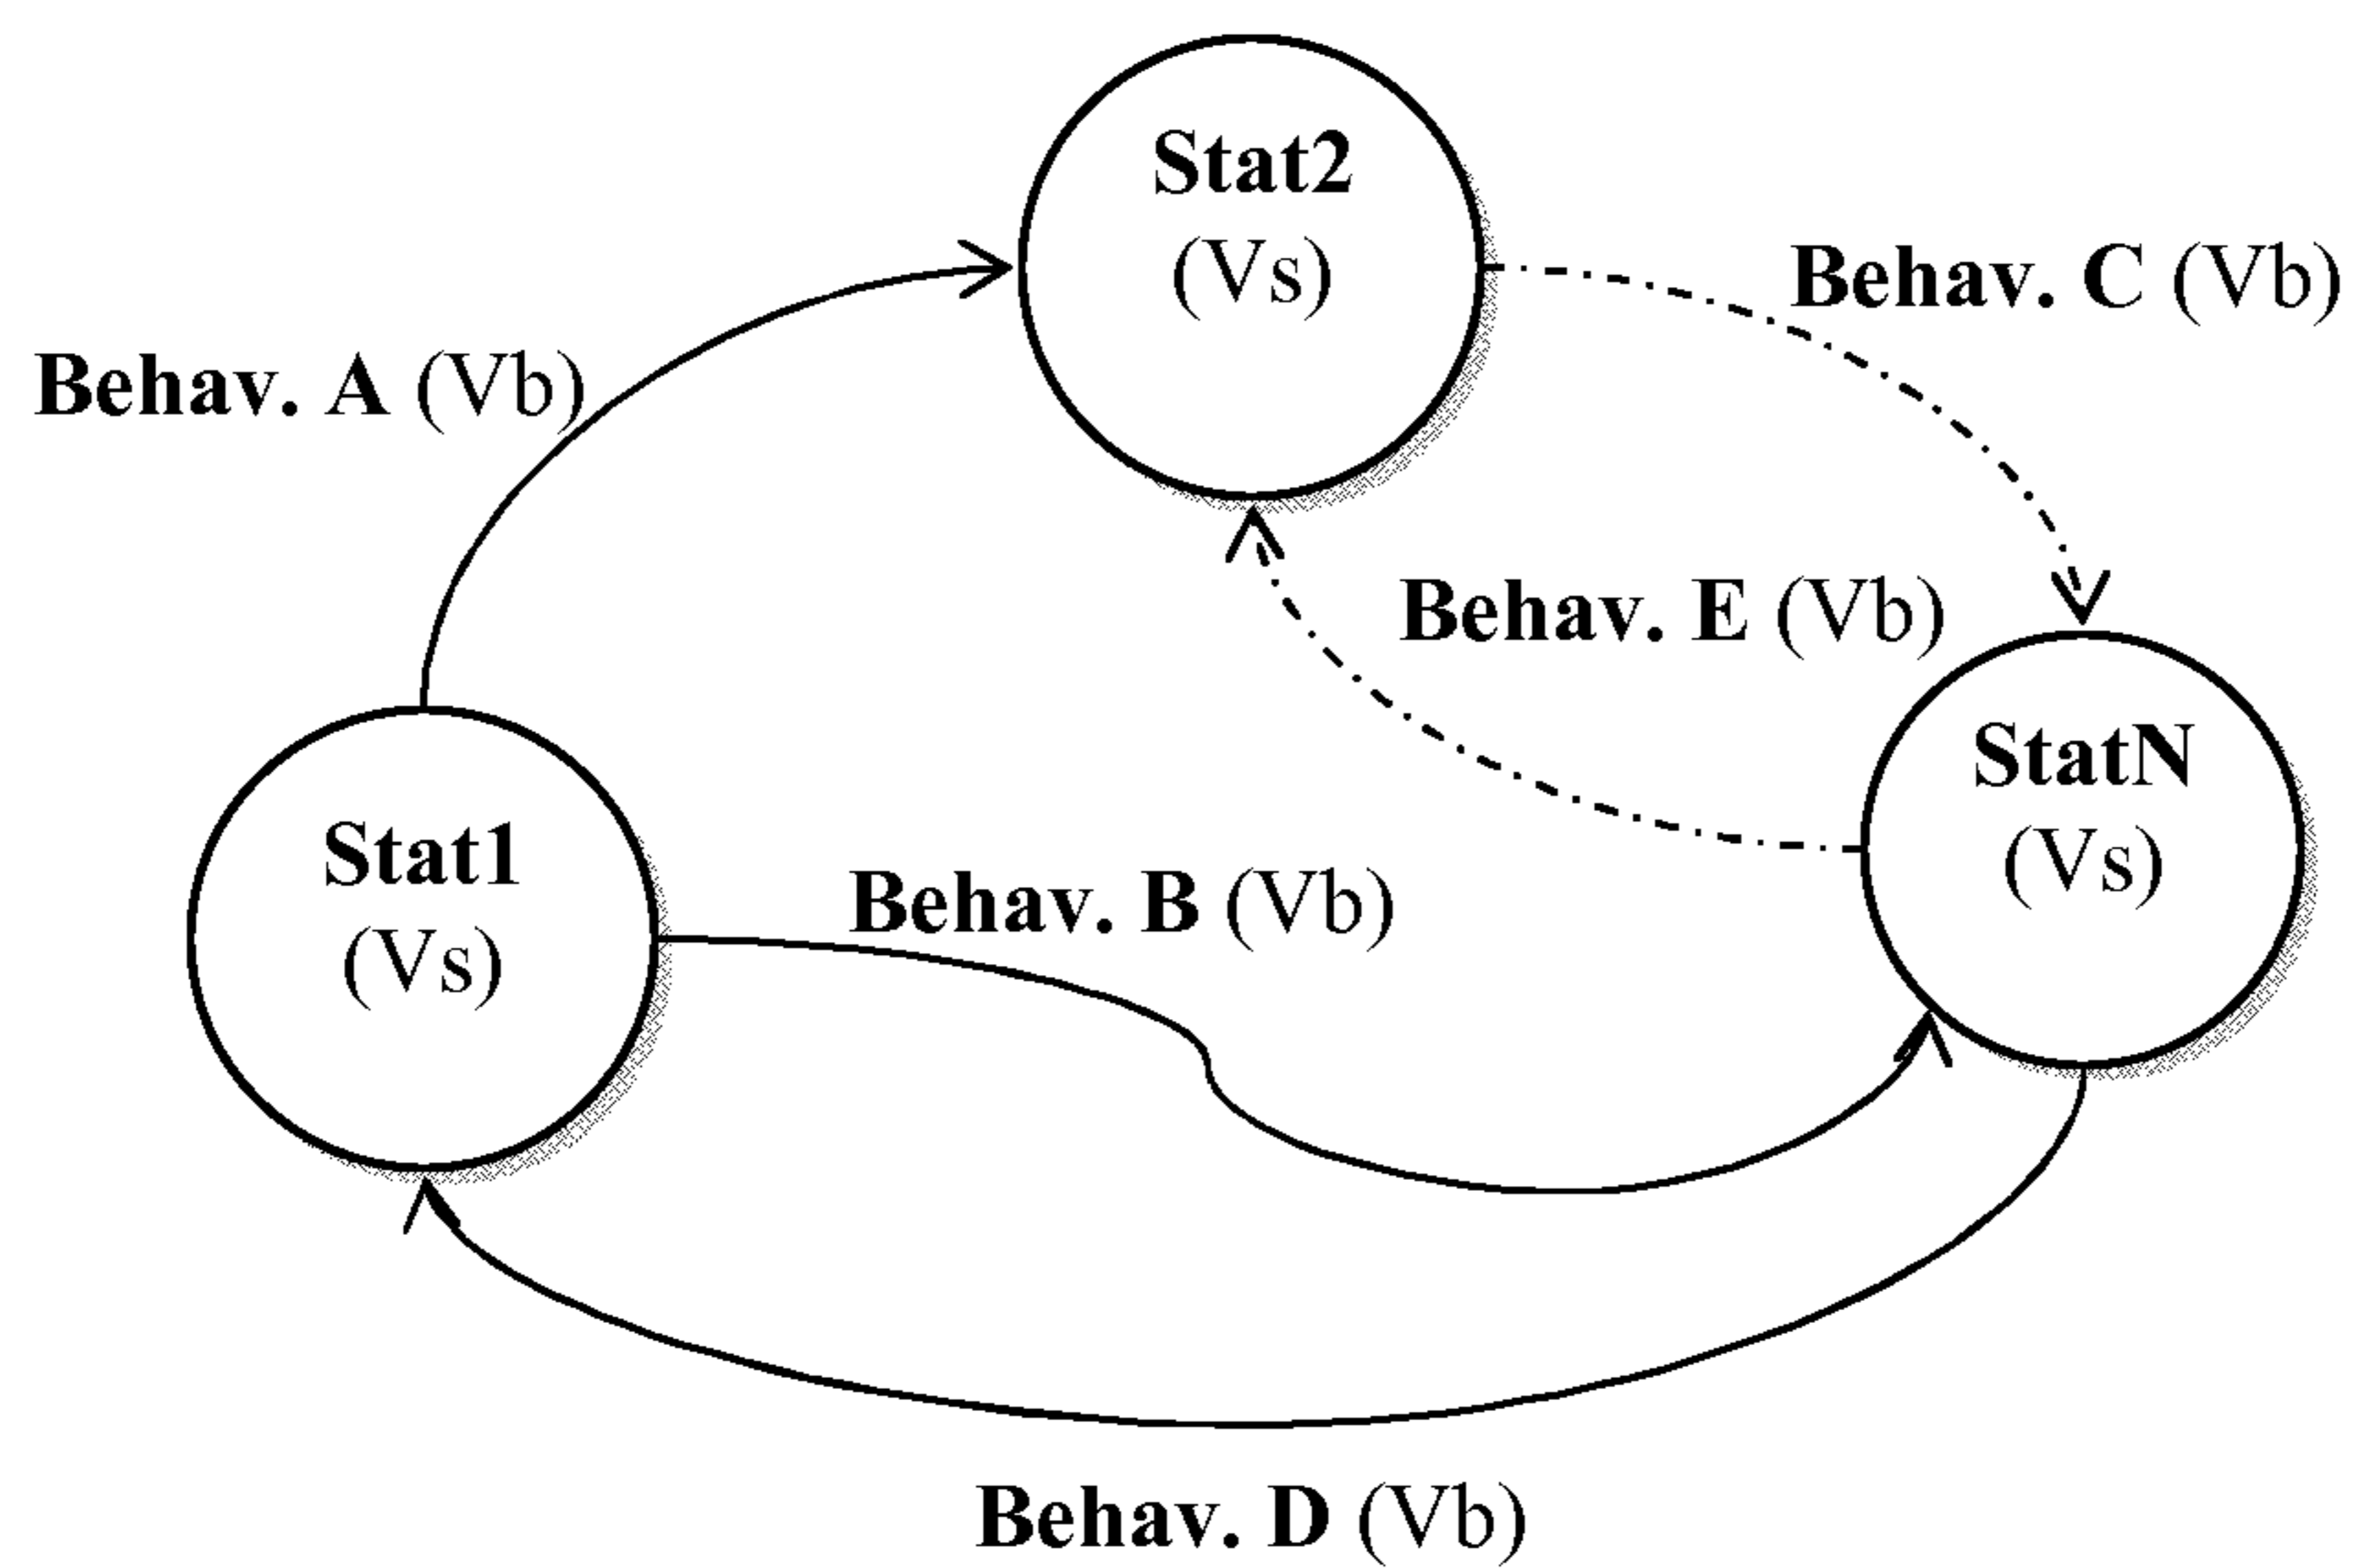 Stat2
(Vs)
Behav. C (Vb)
Behav. A (Vb)
Behav. E (Vb)
StatN
(Vs)
Stat1
(Vs)
Behav. B (Vb)
Behav. D (Vb)